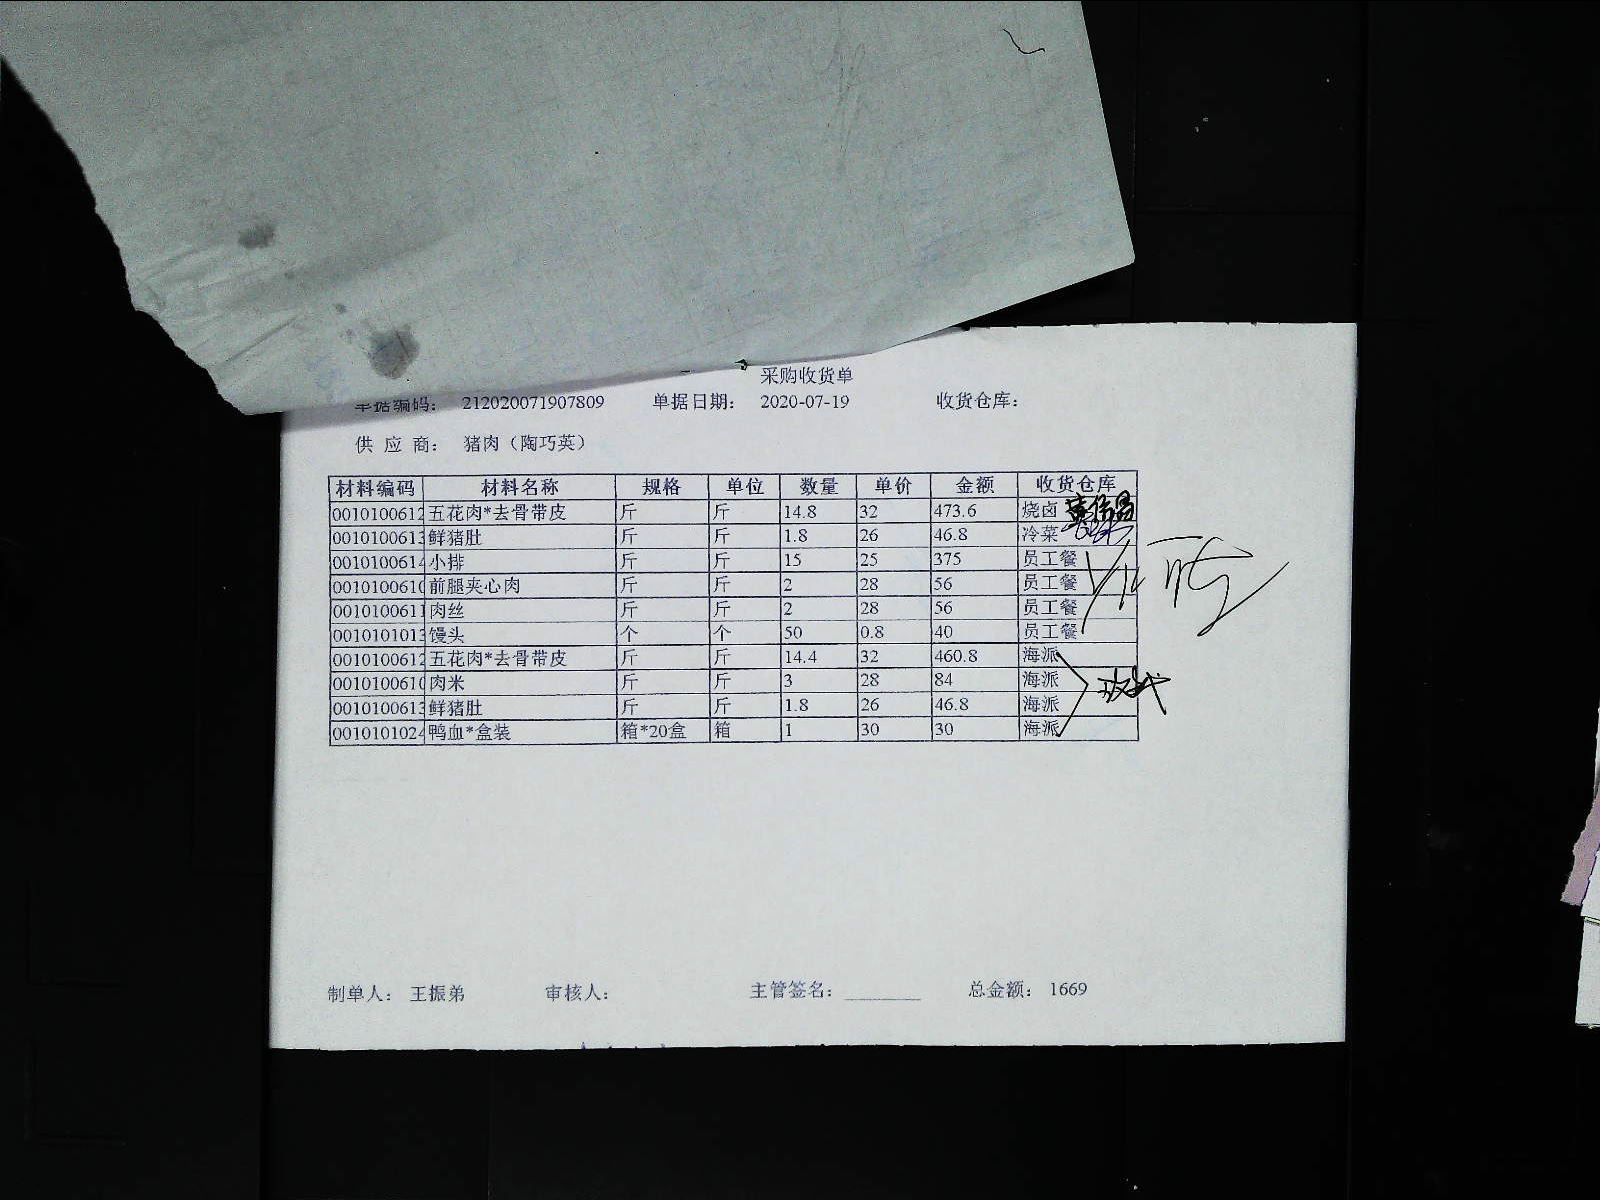 采购收货单
单据编码： 212020071907809 单据日期： 2020-07-19 收货仓库：
供 应 商： 猪肉（陶巧英）
材料编码 材料名称 规格 单位 数量 单价 金额 收货仓库
0010100612 五花肉*去骨带皮 斤 斤 14.8 32 473.6 烧卤
0010100613 鲜猪肚 斤 斤 1.8 26 46.8 冷菜
0010100614 小排 斤 斤 15 25 375 员工餐
0010100610 前腿夹心肉 斤 斤 2 28 56 员工餐
0010100611 肉丝 斤 斤 2 28 56 员工餐
0010101013 馒头 个 个 50 0.8 40 员工餐
0010100612 五花肉*去骨带皮 斤 斤 14.4 32 460.8 海派
0010100610 肉米 斤 斤 3 28 84 海派
0010100613 鲜猪肚 斤 斤 1.8 26 46.8 海派
0010101024 鸭血*盒装 箱*20盒 箱 1 30 30 海派
制单人： 王振弟 审核人： 主管签名： 总金额： 1669